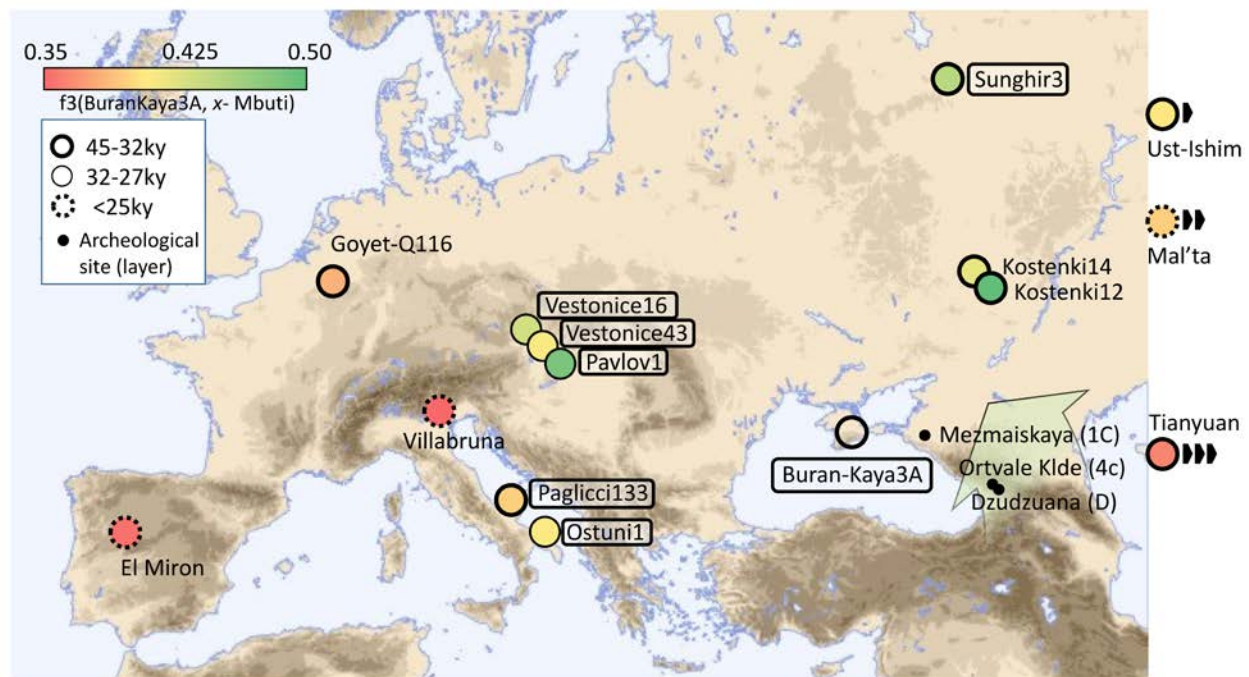 0.35 0.425 0.50
f3(BuranKaya3A, x- Mbuti)
45-32ky
32-27ky
<25ky
Archeological
site (layer)
Sunghir3
Ust-Ishim
Mal'ta
Goyet-Q116
Kostenki14
Kostenki12
Vestonice16
Vestonice43
Pavlov1
Villabruna
Tianyuan
Mezmaiskaya (1C)
Buran-Kaya3A
Ortvale Klde (4c)
Dzudzuana (D)
Paglicci133
Ostuni1
El Miron